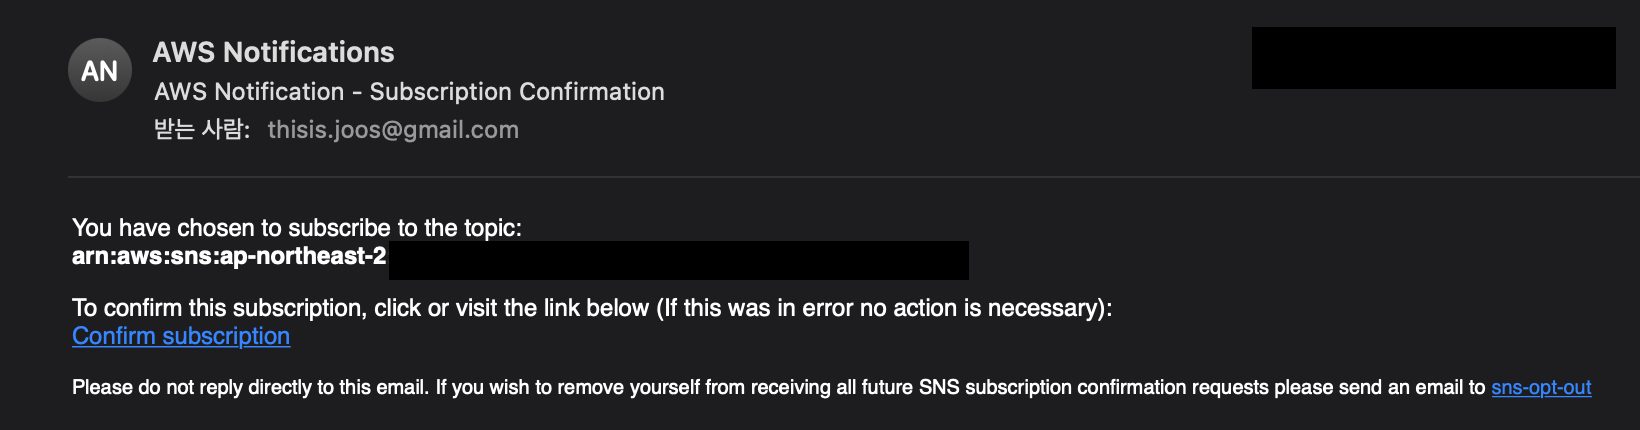 AN
AWS Notifications
AWS Notification - Subscription Confirmation
받는 사람: thisis.joos@gmail.com
You have chosen to subscribe to the topic:
arn:aws:sns:ap-northeast-2
To confirm this subscription, click or visit the link below (If this was in error no action is necessary):
Confirm subscription
Please do not reply directly to this email. If you wish to remove yourself from receiving all future SNS subscription confirmation requests please send an email to sns-opt-out